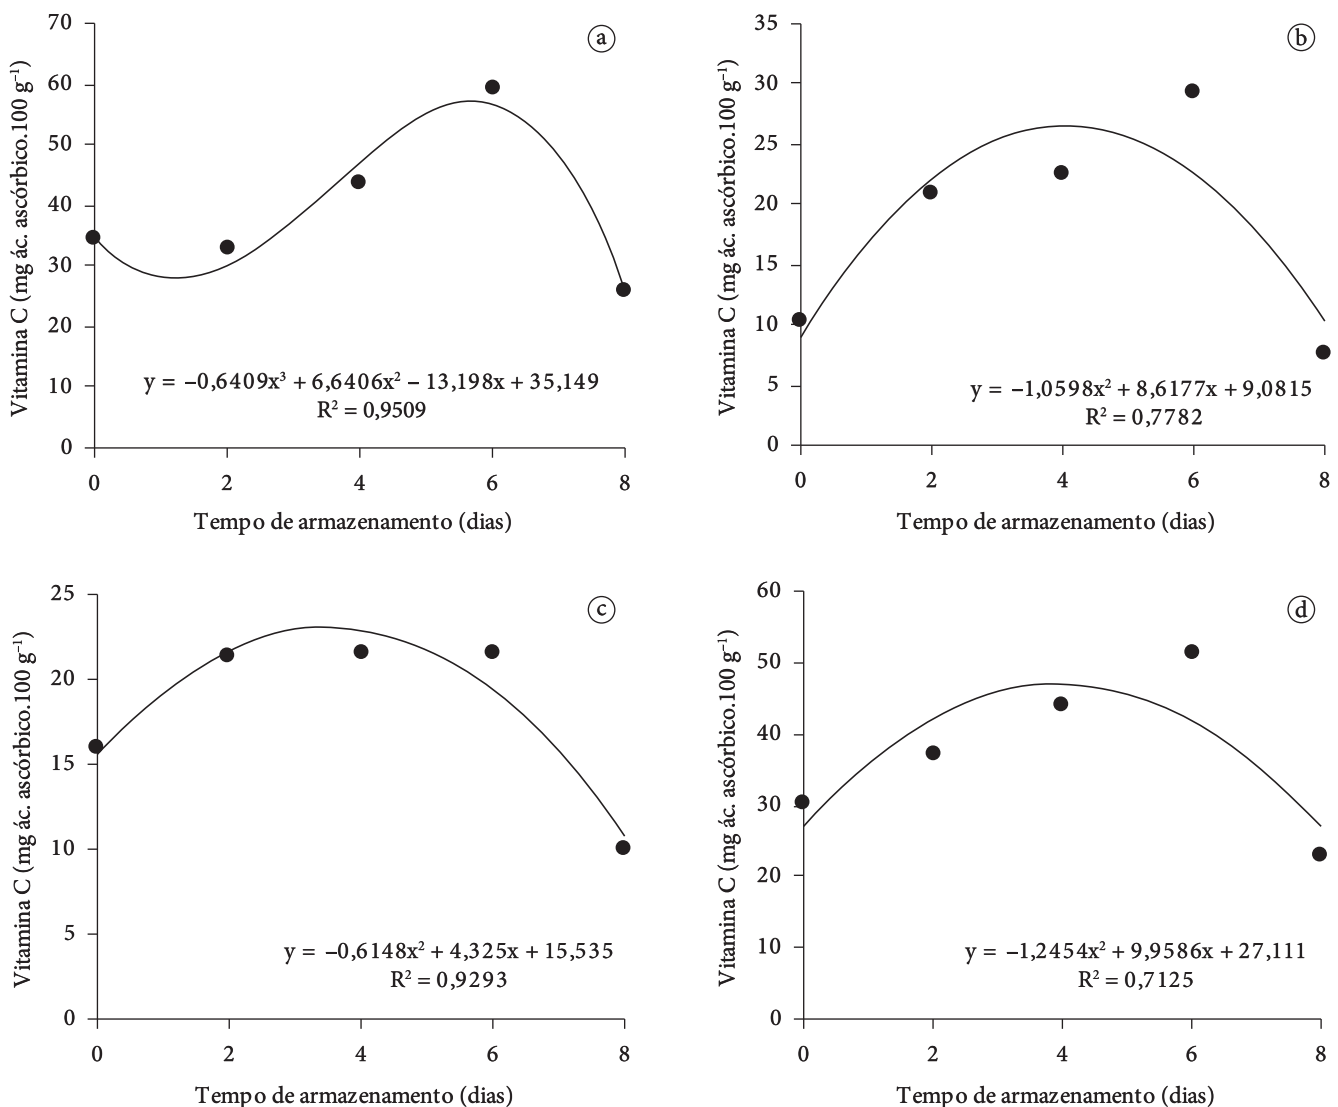 70
60
50
40
30
20
10
0
Vitamina C (mg ác. ascórbico.100 g⁻¹)
a
y = −0,6409x³ + 6,6406x² − 13,198x + 35,149
R² = 0,9509
0 2 4 6 8
Tempo de armazenamento (dias)
35
30
25
20
15
10
5
0
Vitamina C (mg ác. ascórbico.100 g⁻¹)
b
y = −1,0598x² + 8,6177x + 9,0815
R² = 0,7782
0 2 4 6 8
Tempo de armazenamento (dias)
25
20
15
10
5
0
Vitamina C (mg ác. ascórbico.100 g⁻¹)
c
y = −0,6148x² + 4,325x + 15,535
R² = 0,9293
0 2 4 6 8
Tempo de armazenamento (dias)
60
50
40
30
20
10
0
Vitamina C (mg ác. ascórbico.100 g⁻¹)
d
y = −1,2454x² + 9,9586x + 27,111
R² = 0,7125
0 2 4 6 8
Tempo de armazenamento (dias)